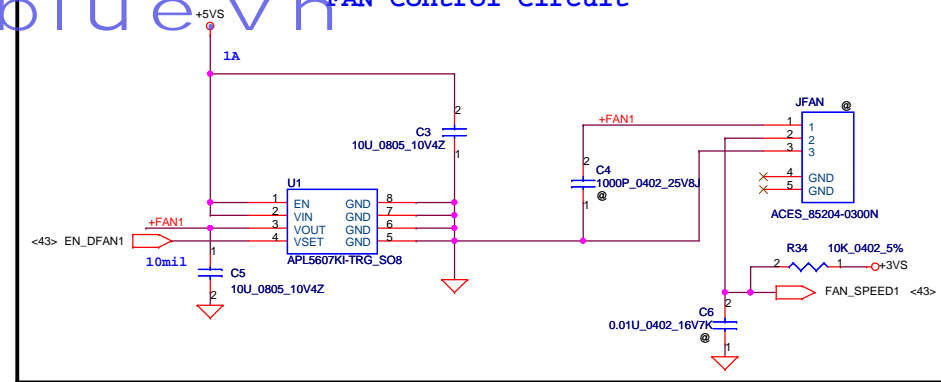 bluevn
FAN Control Circuit
+5VS
1A
2
C3
10U_0805_10V4Z
1
JFAN
@
+FAN1
1
2
3
4
5
1
2
3
GND
GND
ACES_85204-0300N
2
C4
1000P_0402_25V8J
@
1
U1
1 EN GND 8
2 VIN GND 7
3 VOUT GND 6
4 VSET GND 5
APL5607KI-TRG_SO8
+FAN1
<43> EN_DFAN1
10mil
1
C5
10U_0805_10V4Z
2
R34 10K_0402_5%
2 1 +3VS
FAN_SPEED1 <43>
2
C6
0.01U_0402_16V7K
@
1